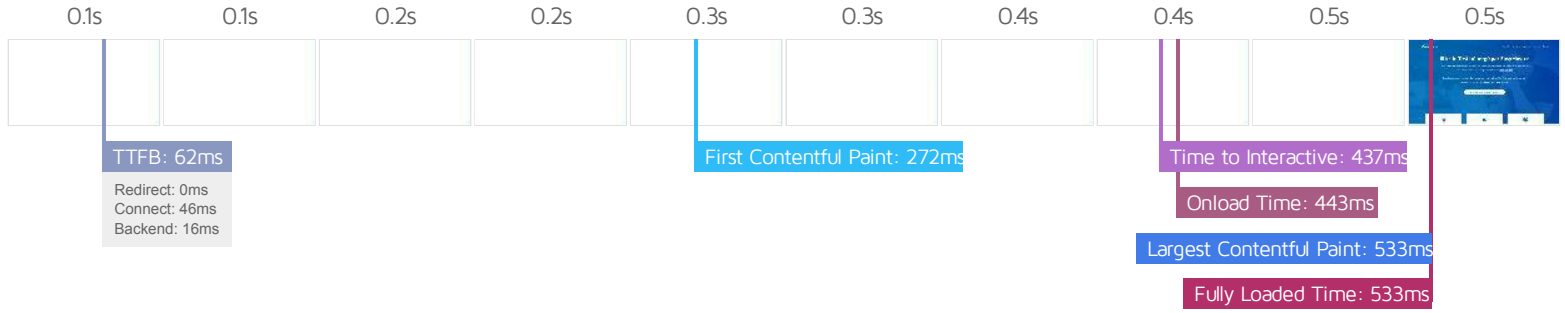 0.1s 0.1s 0.2s 0.2s 0.3s 0.3s 0.4s 0.4s 0.5s 0.5s
TTFB: 62ms
Redirect: 0ms
Connect: 46ms
Backend: 16ms
First Contentful Paint: 272ms
Time to Interactive: 437ms
Onload Time: 443ms
Largest Contentful Paint: 533ms
Fully Loaded Time: 533ms